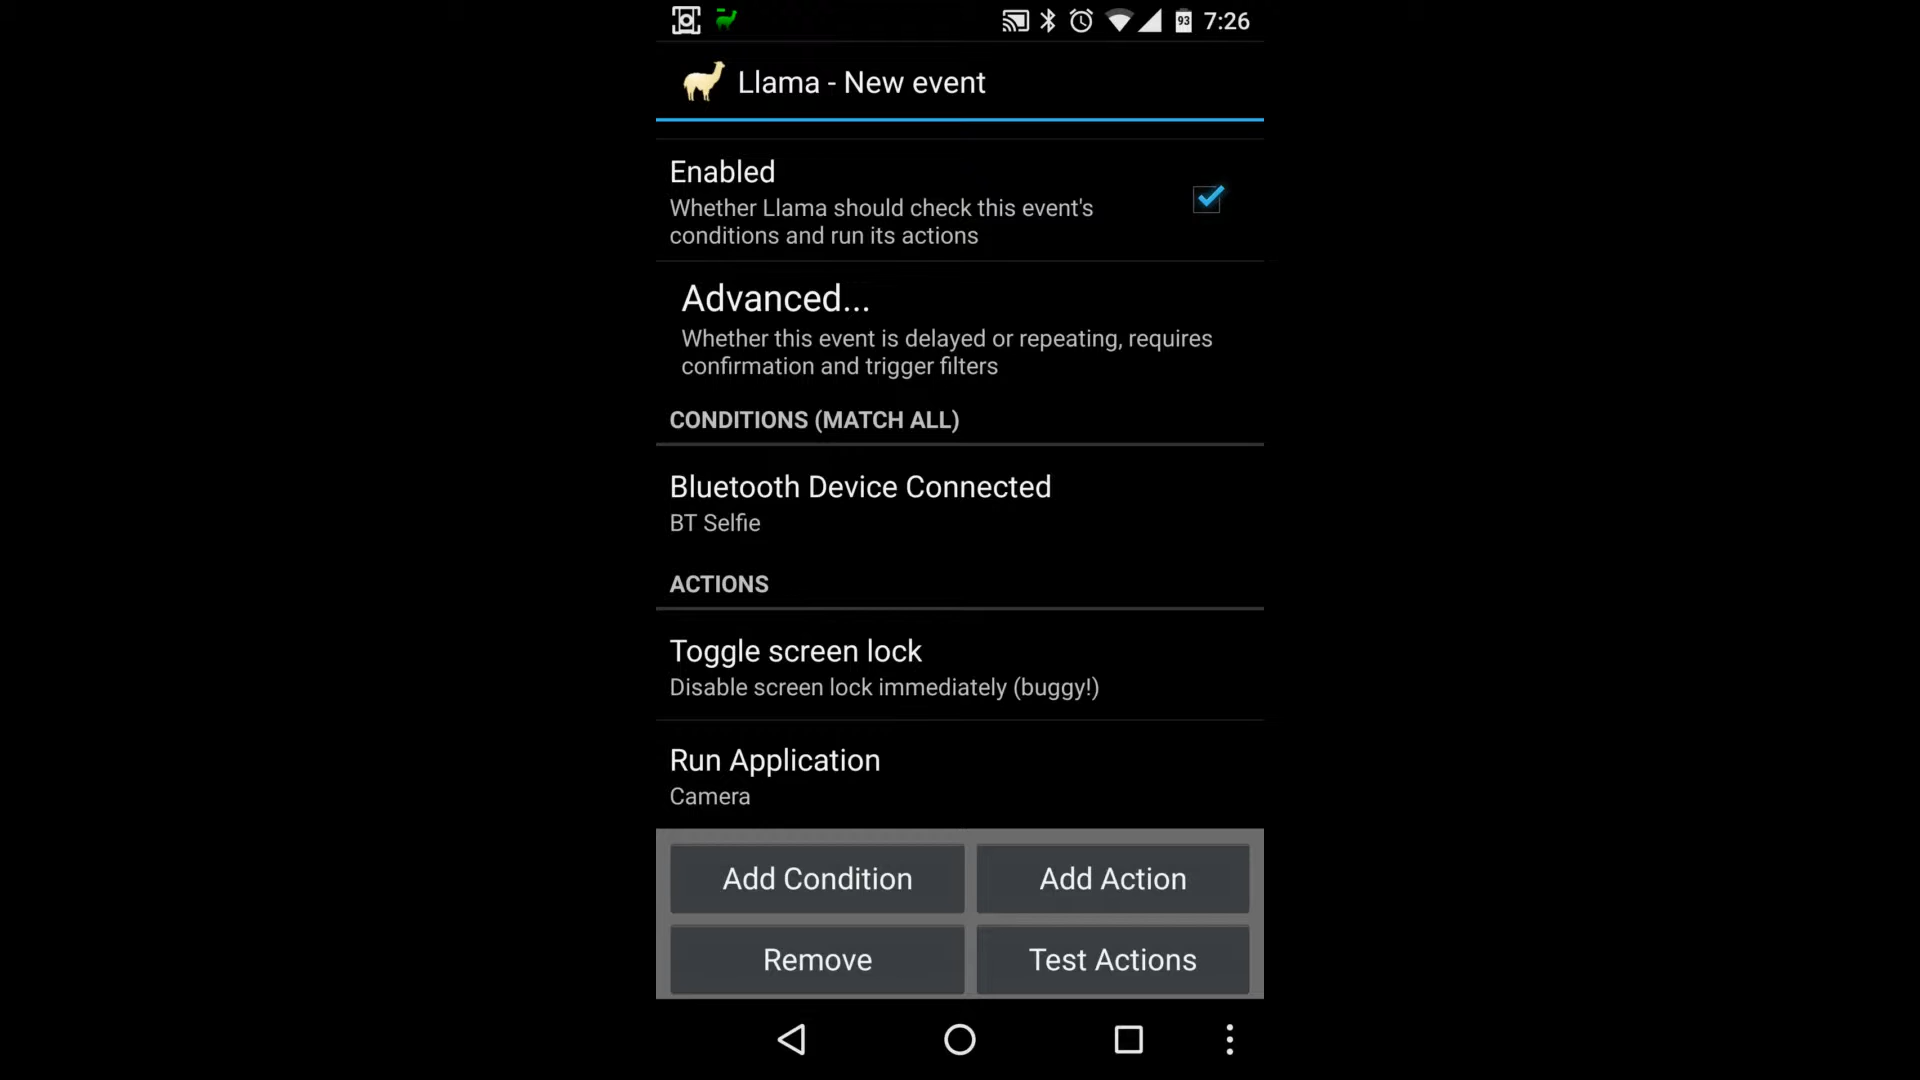 93 7:26
Llama - New event
Enabled
Whether Llama should check this event's
conditions and run its actions
Advanced...
Whether this event is delayed or repeating, requires
confirmation and trigger filters
CONDITIONS (MATCH ALL)
Bluetooth Device Connected
BT Selfie
ACTIONS
Toggle screen lock
Disable screen lock immediately (buggy!)
Run Application
Camera
Add Condition
Add Action
Remove
Test Actions